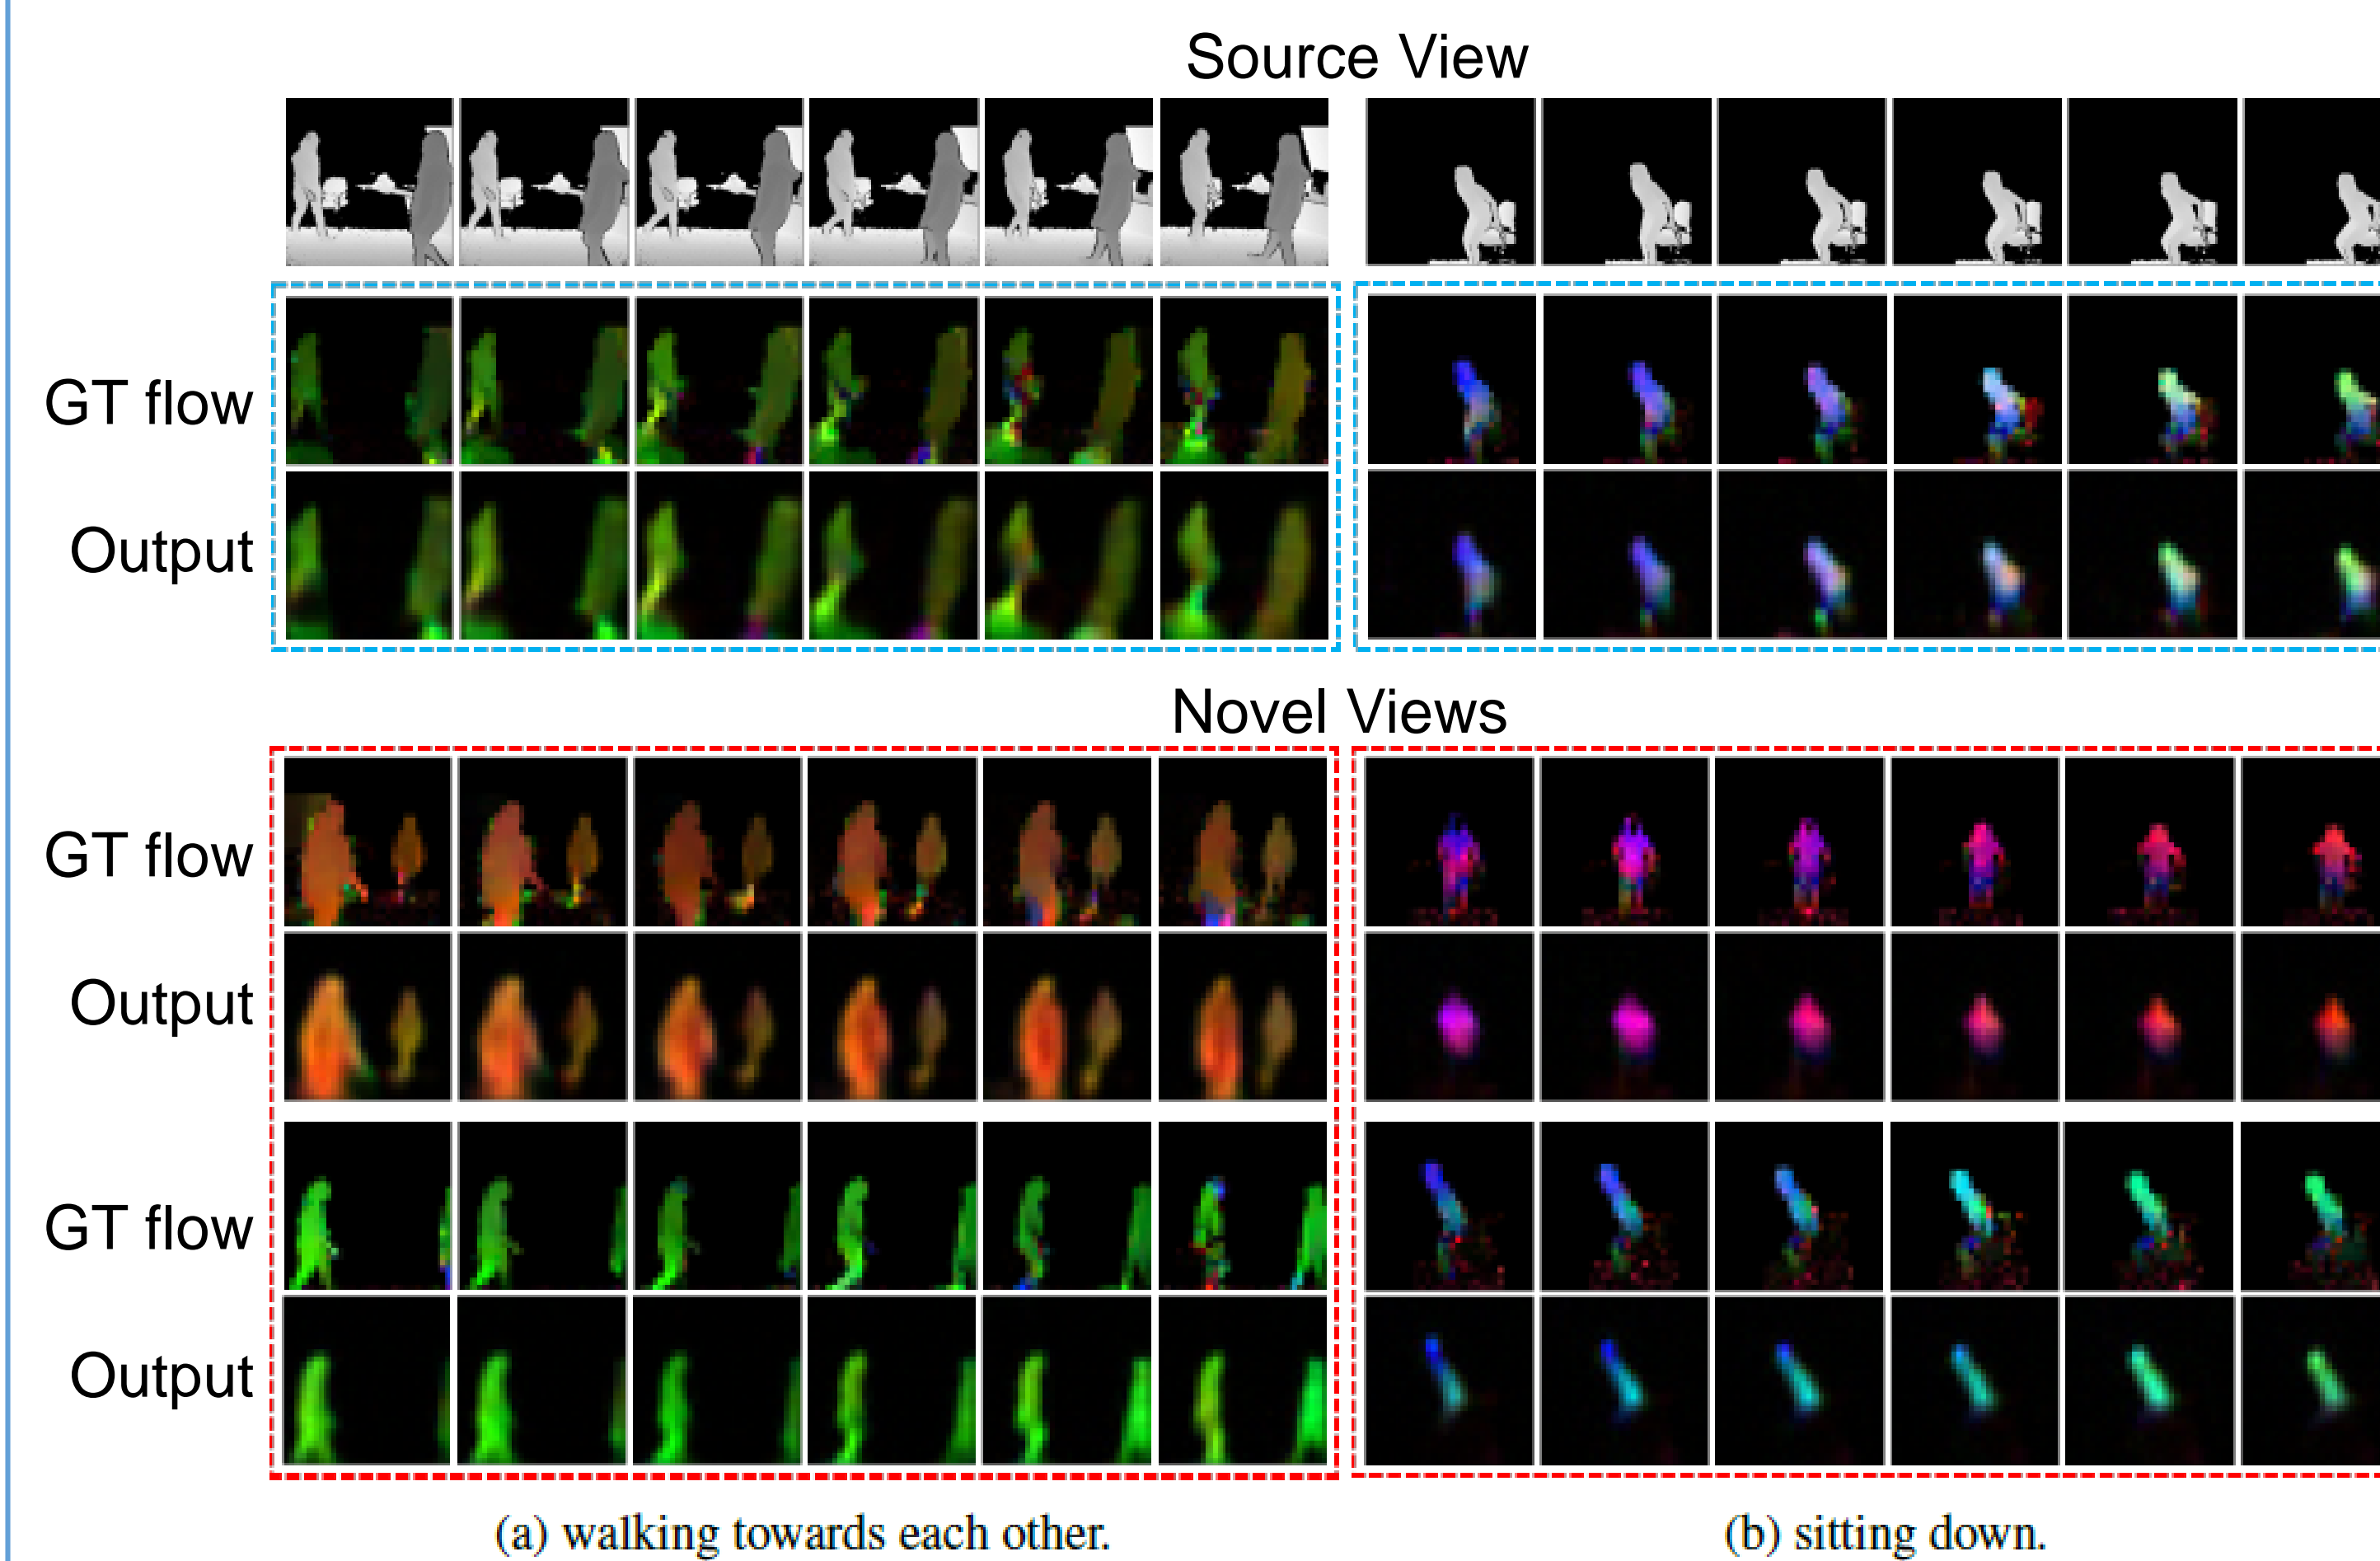 Source View
GT flow
Output
Novel Views
GT flow
Output
GT flow
Output
(a) walking towards each other.
(b) sitting down.